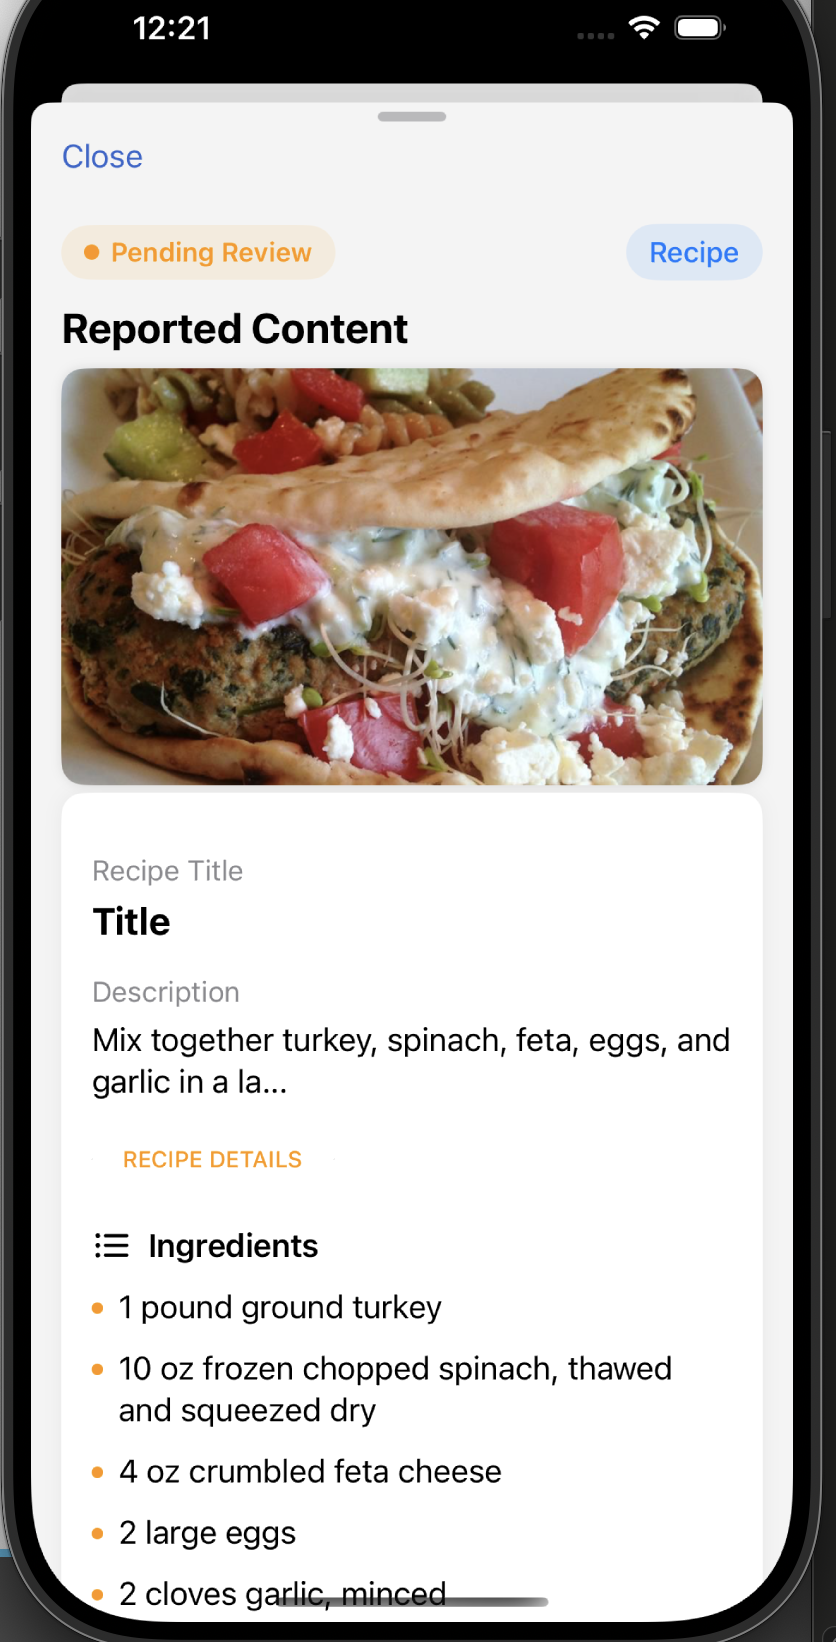 12:21
Close
Pending Review
Recipe
Reported Content
Recipe Title
Title
Description
Mix together turkey, spinach, feta, eggs, and
garlic in a la...
RECIPE DETAILS
Ingredients
1 pound ground turkey
10 oz frozen chopped spinach, thawed
and squeezed dry
4 oz crumbled feta cheese
2 large eggs
2 cloves garlic, minced